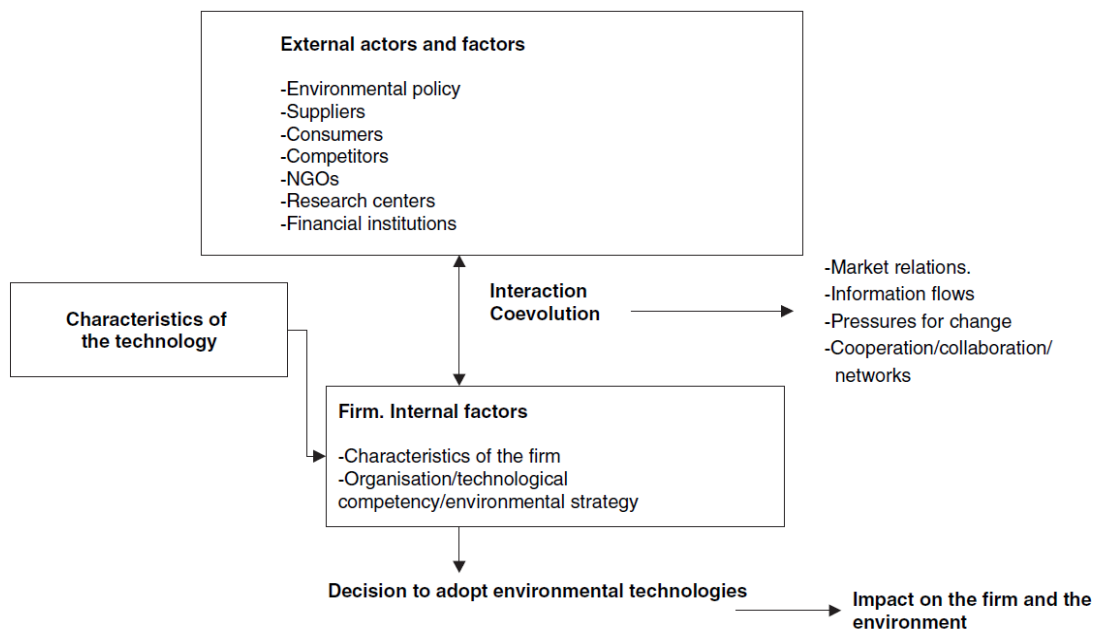 External actors and factors
-Environmental policy
-Suppliers
-Consumers
-Competitors
-NGOs
-Research centers
-Financial institutions
Interaction
Coevolution
-Market relations.
-Information flows
-Pressures for change
-Cooperation/collaboration/
networks
Characteristics of
the technology
Firm. Internal factors
-Characteristics of the firm
-Organisation/technological
competency/environmental strategy
Decision to adopt environmental technologies
Impact on the firm and the
environment